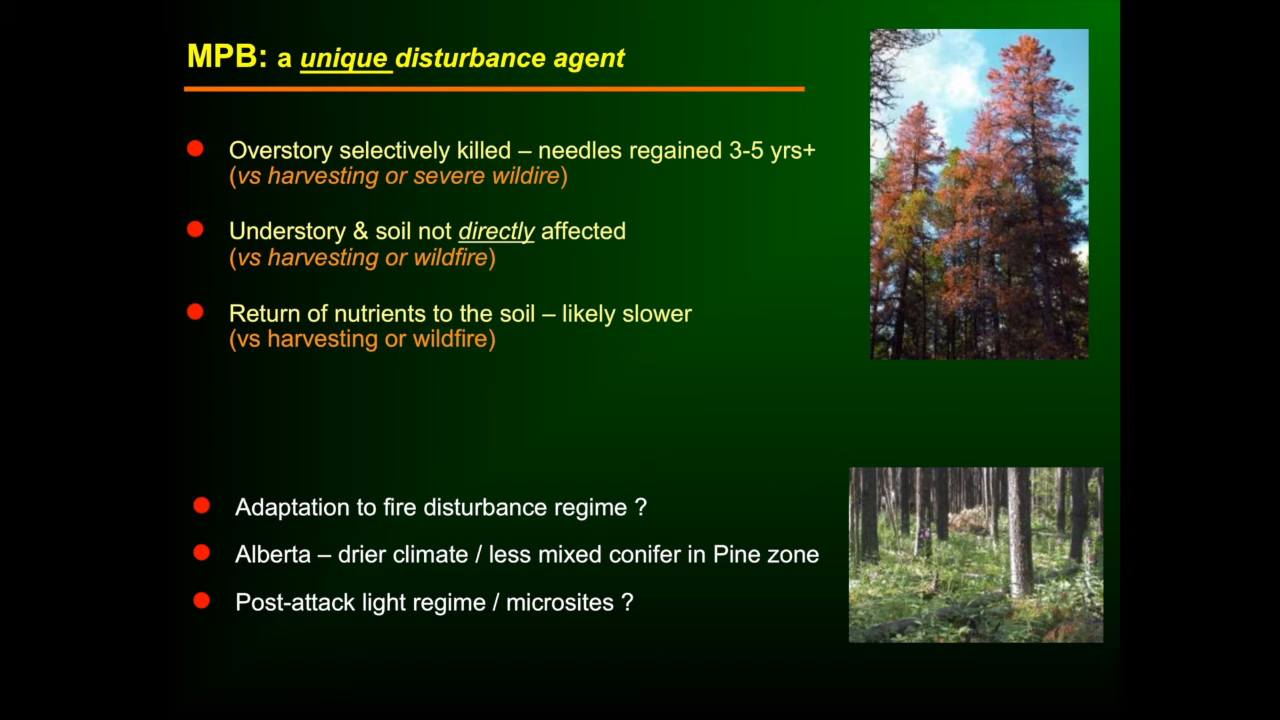 MPB: a unique disturbance agent
Overstory selectively killed – needles regained 3-5 yrs+
(vs harvesting or severe wildire)
Understory & soil not directly affected
(vs harvesting or wildfire)
Return of nutrients to the soil – likely slower
(vs harvesting or wildfire)
Adaptation to fire disturbance regime ?
Alberta – drier climate / less mixed conifer in Pine zone
Post-attack light regime / microsites ?